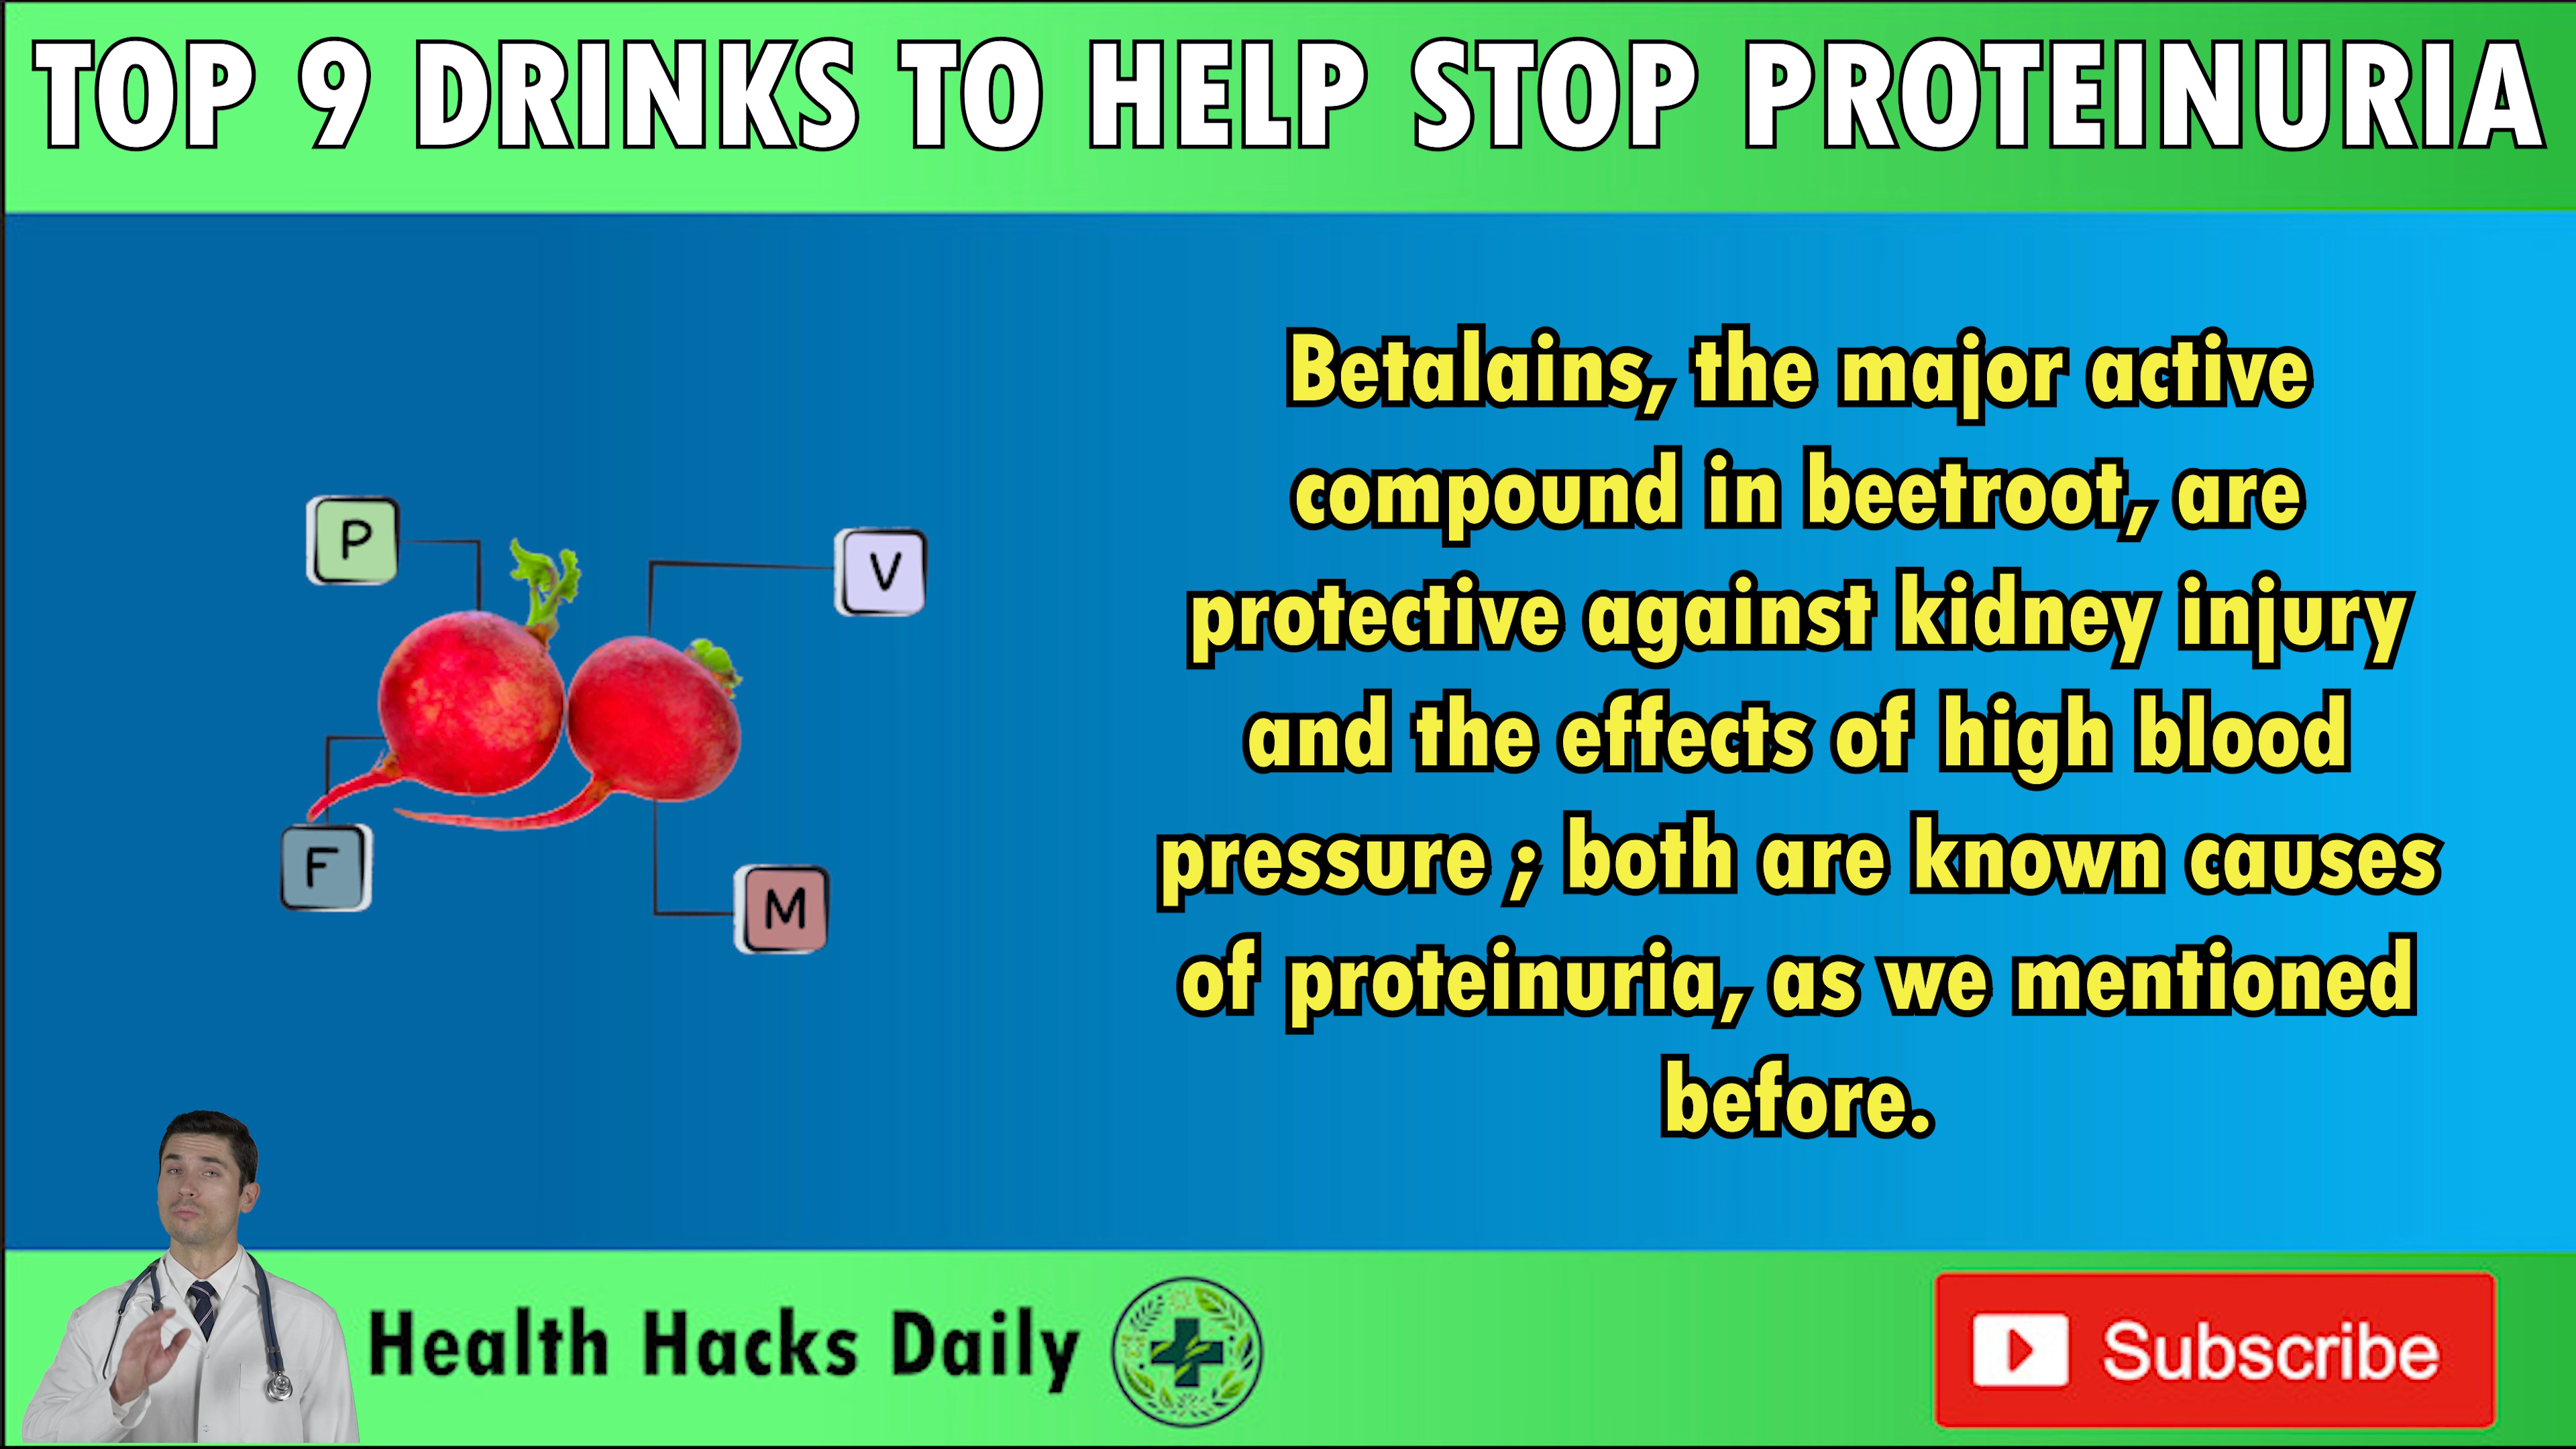 TOP 9 DRINKS TO HELP STOP PROTEINURIA
P
V
F
M
Betalains, the major active
compound in beetroot, are
protective against kidney injury
and the effects of high blood
pressure ; both are known causes
of proteinuria, as we mentioned
before.
Health Hacks Daily
Subscribe